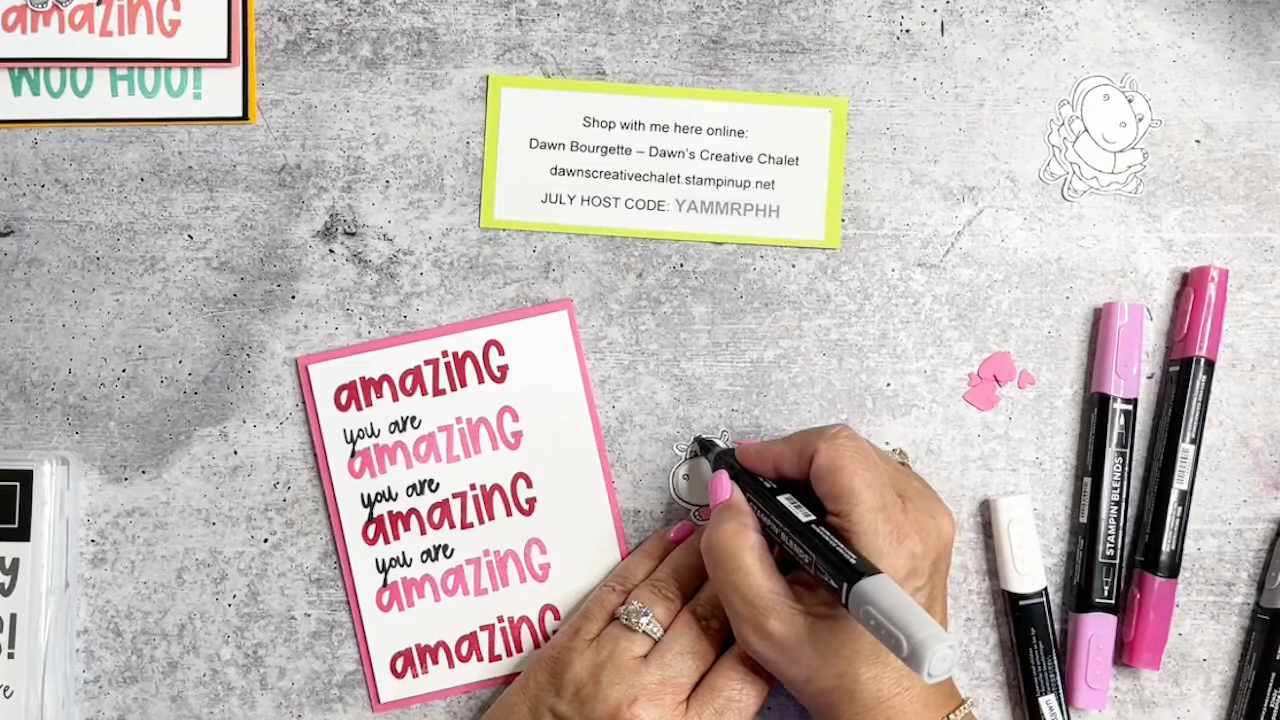 amazing
WOO HOO!
Shop with me here online:
Dawn Bourgette – Dawn's Creative Chalet
dawnscreativechalet.stampinup.net
JULY HOST CODE: YAMMRPHH
amazing
you are
amazing
you are
amazing
you are
amazing
amazing
STAMPIN' BLENDS
STAMPIN' BLENDS
STAMPIN' BLENDS